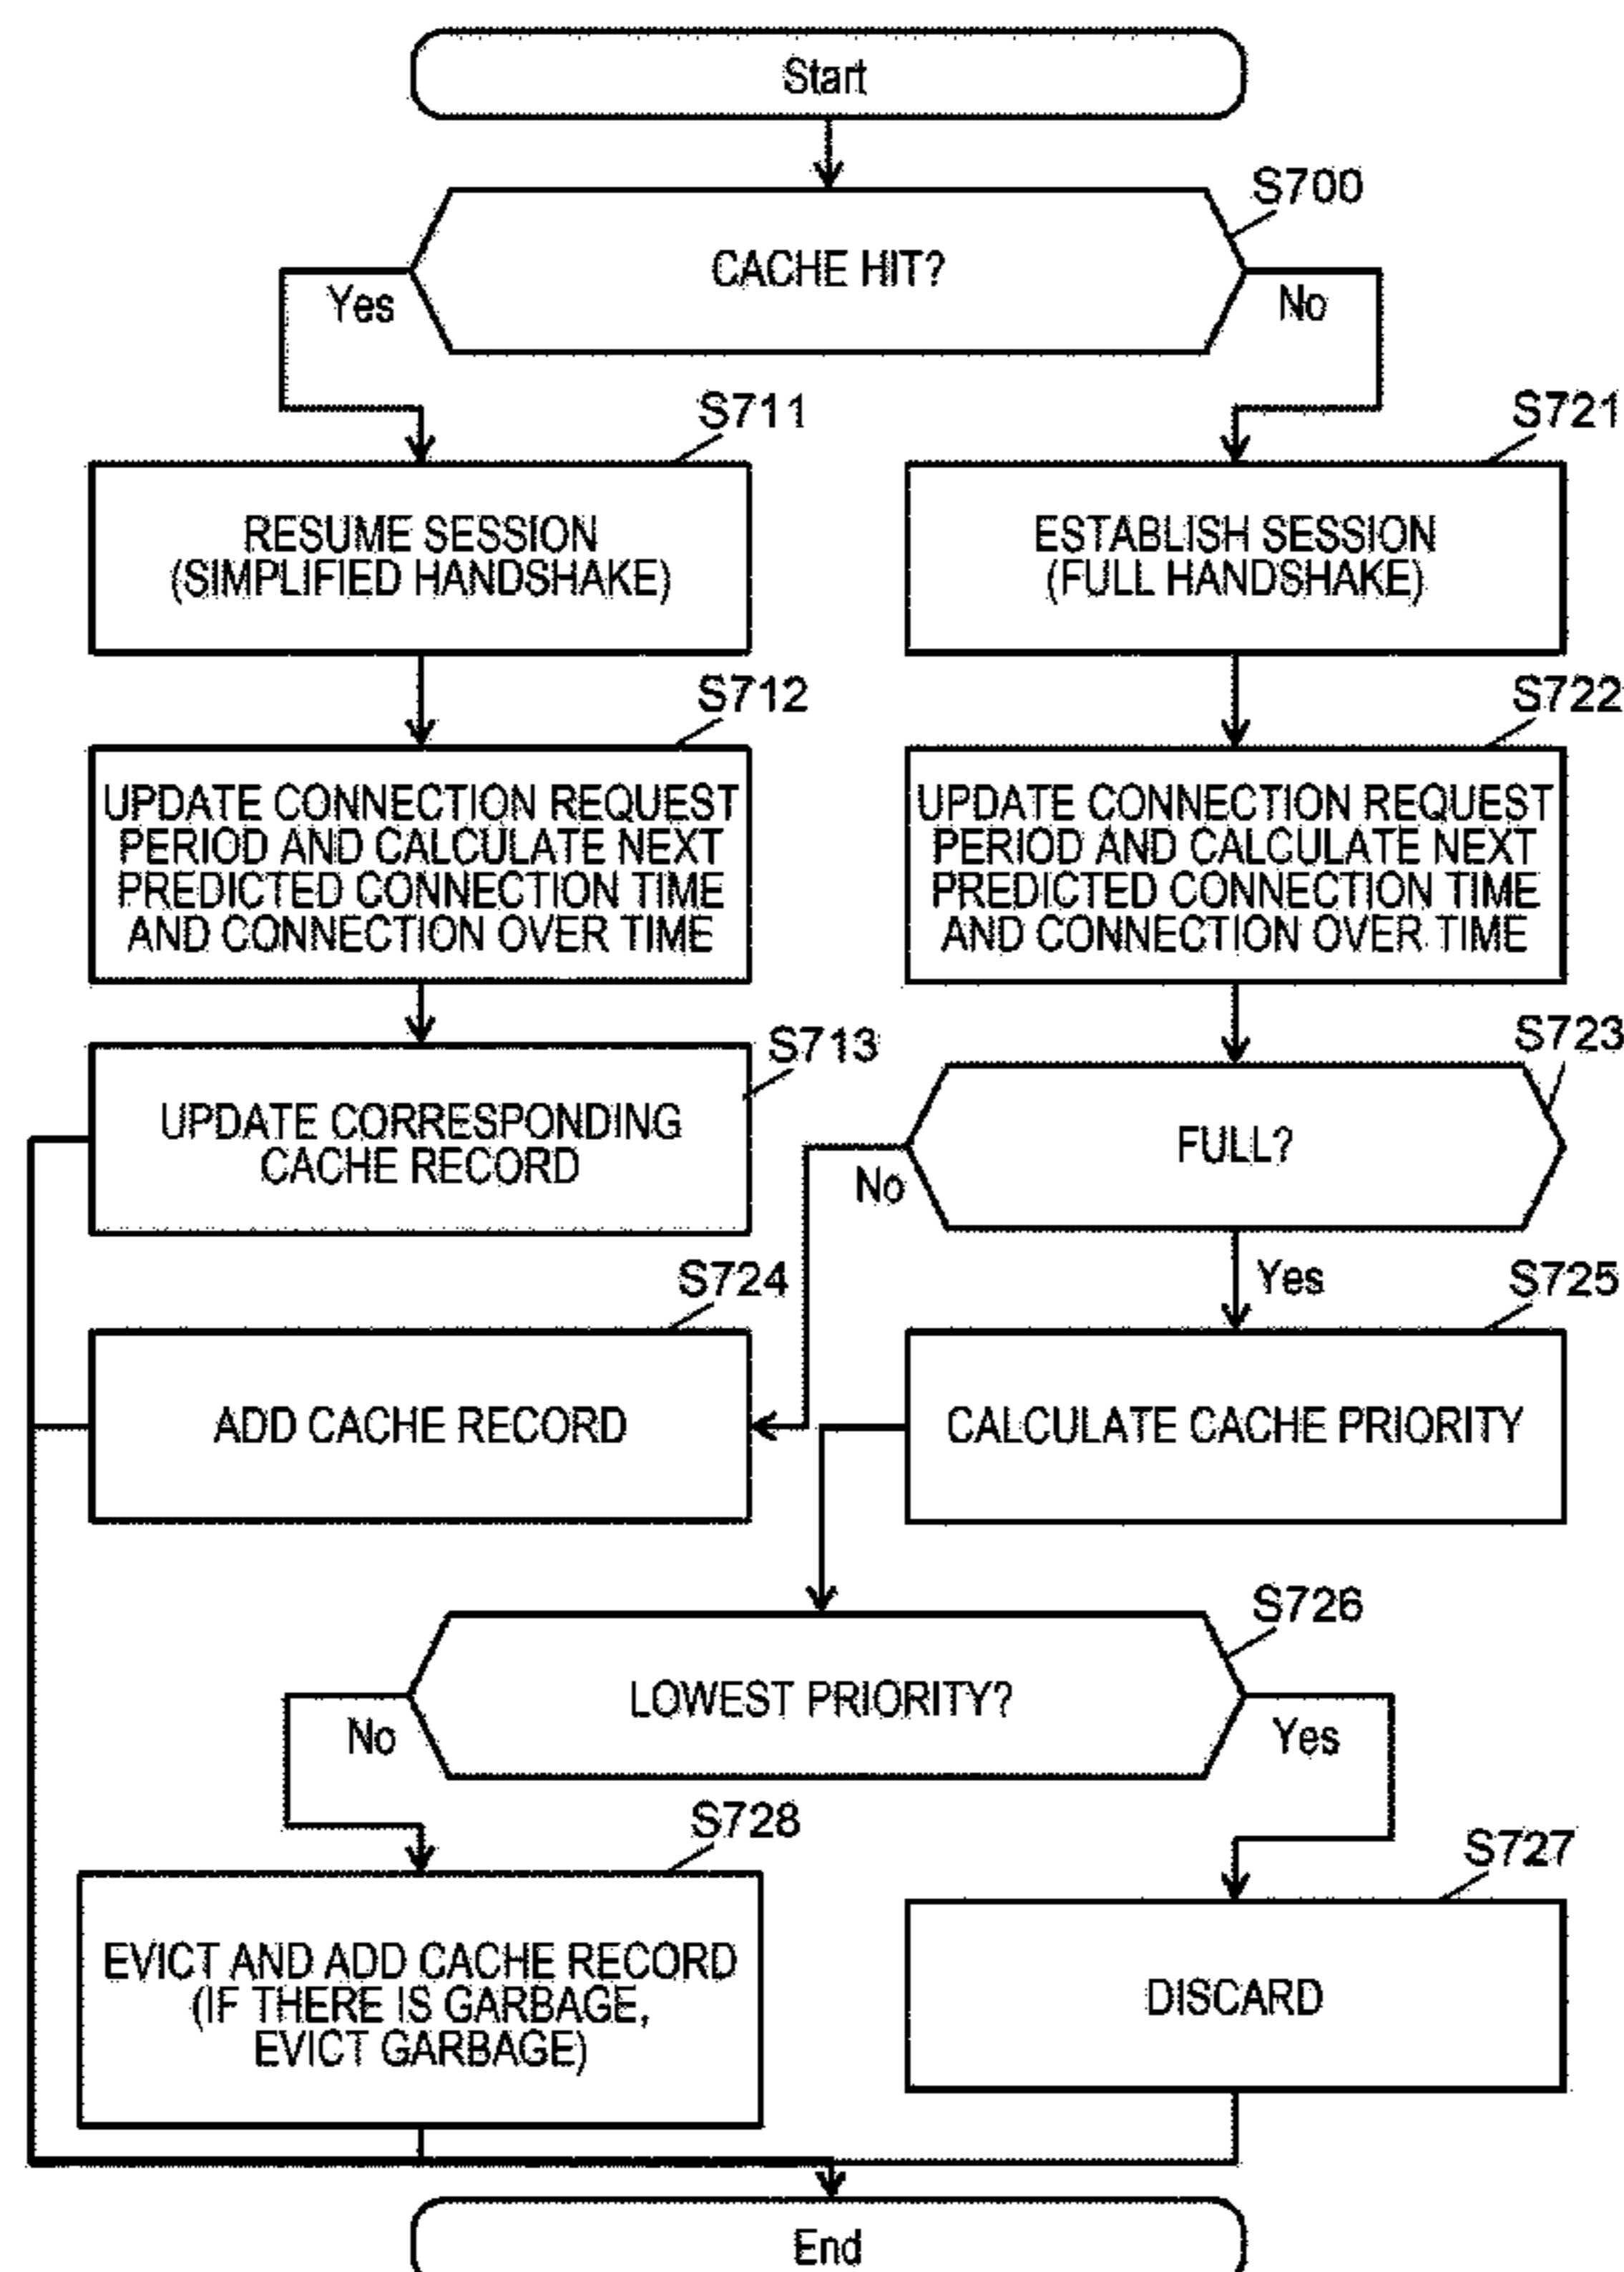 Start
S700
CACHE HIT?
Yes
No
S711
S721
RESUME SESSION
(SIMPLIFIED HANDSHAKE)
ESTABLISH SESSION
(FULL HANDSHAKE)
S712
S722
UPDATE CONNECTION REQUEST
PERIOD AND CALCULATE NEXT
PREDICTED CONNECTION TIME
AND CONNECTION OVER TIME
UPDATE CONNECTION REQUEST
PERIOD AND CALCULATE NEXT
PREDICTED CONNECTION TIME
AND CONNECTION OVER TIME
S713
S723
UPDATE CORRESPONDING
CACHE RECORD
FULL?
No
Yes
S724
S725
ADD CACHE RECORD
CALCULATE CACHE PRIORITY
S726
LOWEST PRIORITY?
No
Yes
S728
S727
EVICT AND ADD CACHE RECORD
(IF THERE IS GARBAGE,
EVICT GARBAGE)
DISCARD
End